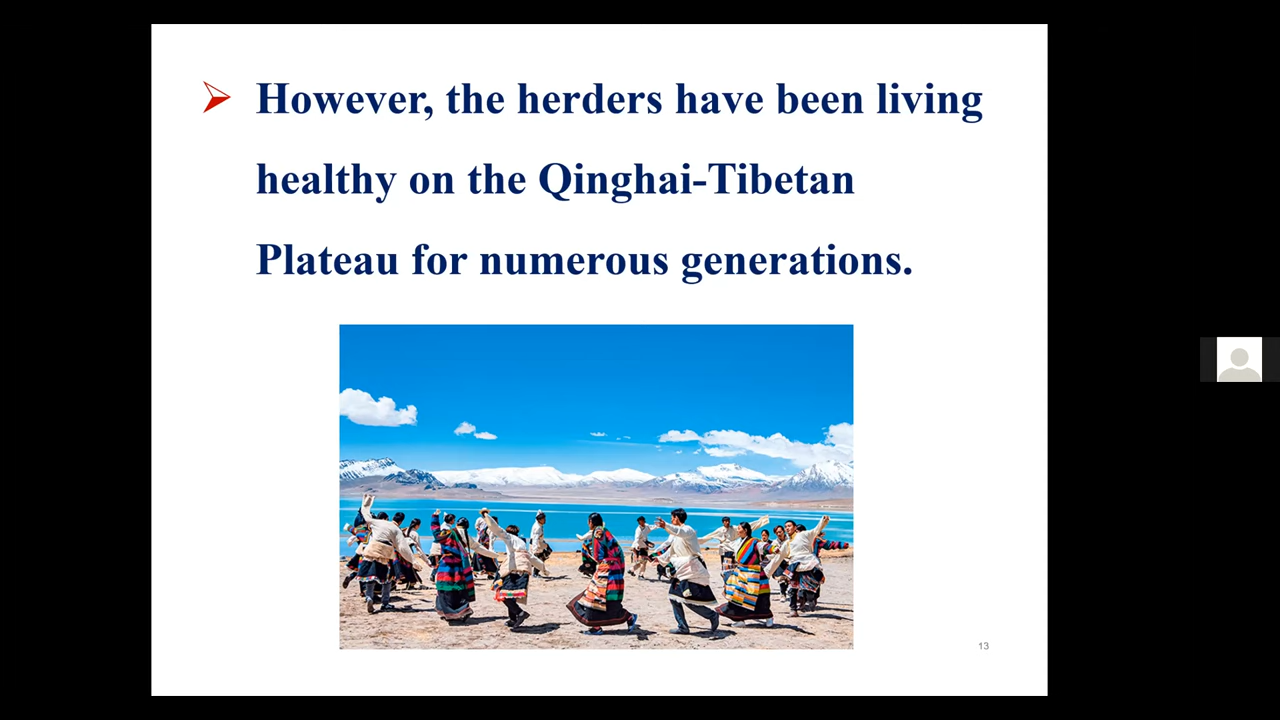 However, the herders have been living
healthy on the Qinghai-Tibetan
Plateau for numerous generations.
13